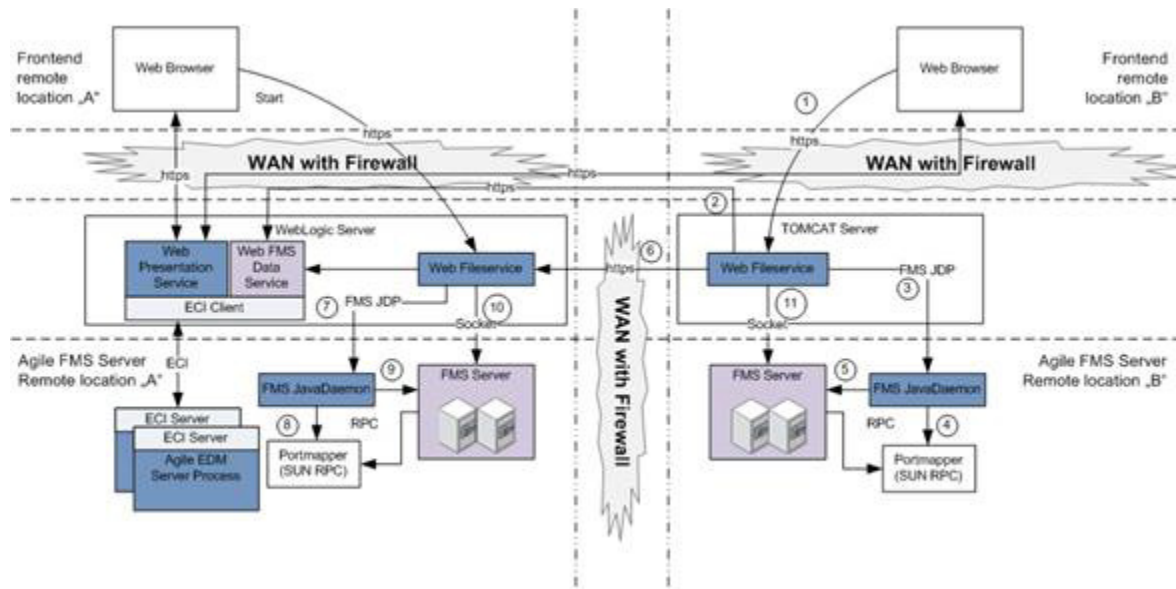 Frontend
remote
location „A“
Web Browser
Start
https
WAN with Firewall
https
https
https
Web Browser
Frontend
remote
location „B“
1
https
WAN with Firewall
WebLogic Server
Web
Presentation
Service
Web FMS
Data
Service
ECI Client
Web Fileservice
7
FMS JDP
10
Socket
https
6
WAN with Firewall
2
TOMCAT Server
Web Fileservice
FMS JDP
3
11
Socket
Agile FMS Server
Remote location „A“
ECI
ECI Server
ECI Server
Agile EDM
Server Process
FMS JavaDaemon
9
8
RPC
Portmapper
(SUN RPC)
FMS Server
FMS Server
5
FMS JavaDaemon
RPC
4
Portmapper
(SUN RPC)
Agile FMS Server
Remote location „B“